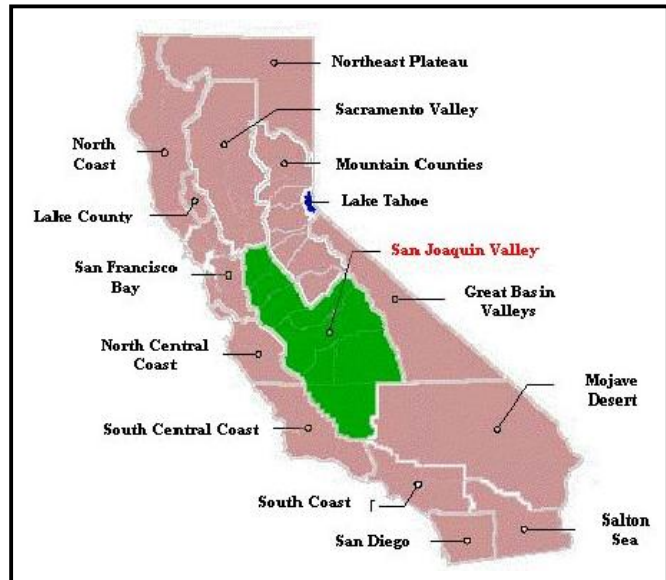 Northeast Plateau
Sacramento Valley
North
Coast
Mountain Counties
Lake Tahoe
Lake County
San Joaquin Valley
San Francisco
Bay
Great Basin
Valleys
North Central
Coast
Mojave
Desert
South Central Coast
South Coast
Salton
Sea
San Diego